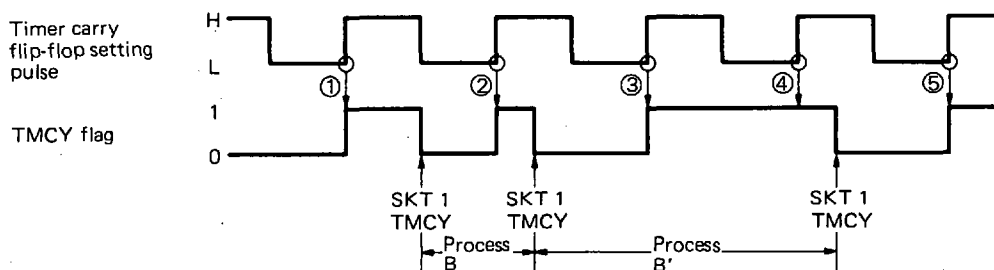 Timer carry
flip-flop setting
pulse
H
L
① ② ③ ④ ⑤
TMCY flag
1
0
SKT 1 SKT 1 SKT 1
TMCY TMCY TMCY
Process Process
B B′